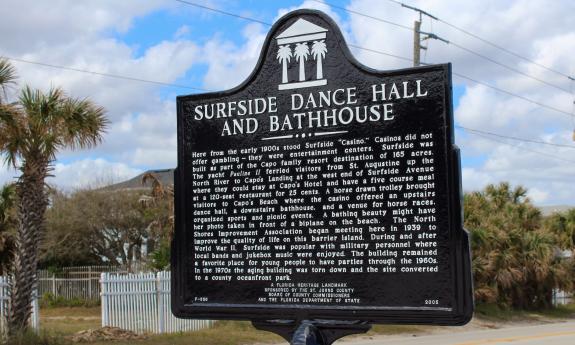 SURFSIDE DANCE HALL
AND BATHHOUSE
Here from the early 1900s stood Surfside "Casino." Casinos did not
offer gambling - they were entertainment centers. Surfside was
built as part of the Capo family resort destination of 165 acres.
The yacht Pauline II ferried visitors from St. Augustine up the
North River to Capo's Landing at the west end of Surfside Avenue
where they could stay at Capo's Hotel and have a five course meal
at a 120-seat restaurant for 25 cents. A horse drawn trolley brought
visitors to Capo's Beach where the casino offered an upstairs
dance hall, a downstairs bathhouse, and a venue for horse races,
organized sports and picnic events. A bathing beauty might have
her photo taken in front of a biplane on the beach. The North
Shores Improvement Association began meeting here in 1939 to
improve the quality of life on this barrier island. During and after
World War II, Surfside was popular with military personnel where
local bands and jukebox music were enjoyed. The building remained
a favorite place for young people to have parties through the 1960s.
In the 1970s the aging building was torn down and the site converted
to a county oceanfront park.
A FLORIDA HERITAGE LANDMARK
SPONSORED BY THE ST. JOHNS COUNTY
BOARD OF COUNTY COMMISSIONERS
AND THE FLORIDA DEPARTMENT OF STATE
2005